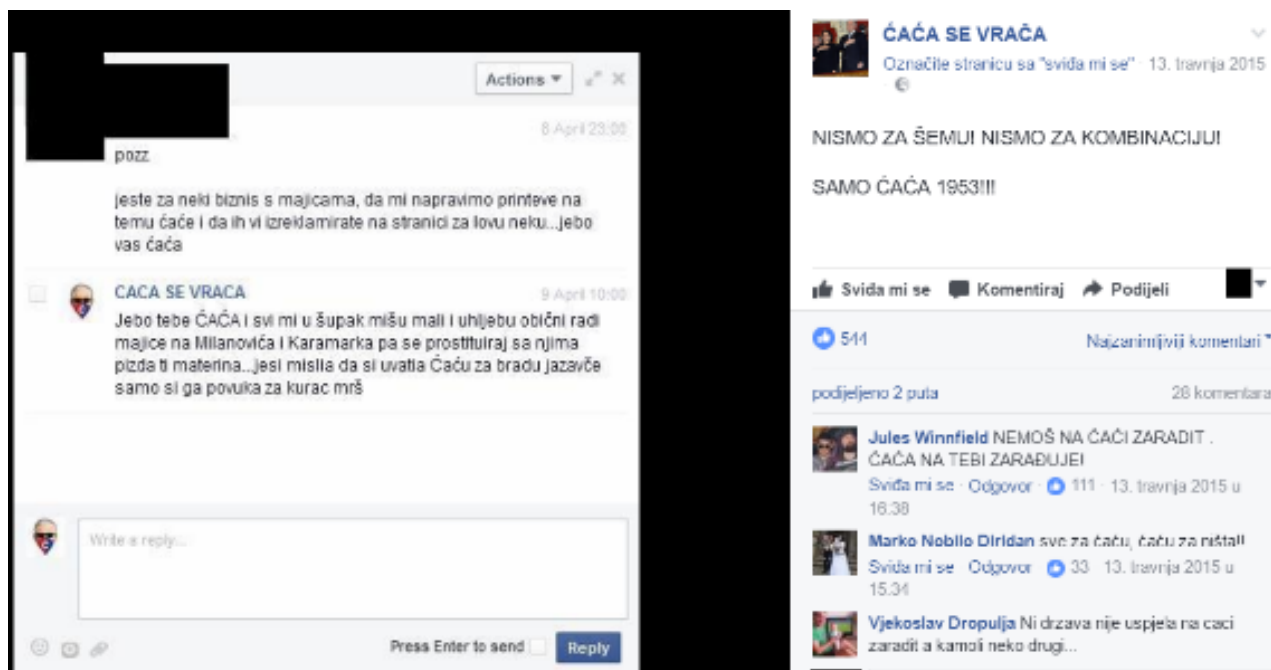 Actions
8 April 23:00
pozz
jeste za neki biznis s majicama, da mi napravimo printeve na
temu ćaće i da ih vi izreklamirate na stranici za lovu neku...jebo
vas ćaća
CACA SE VRACA
9 April 10:00
Jebo tebe ĆAĆA i svi mi u šupak mišu mali i uhljebu obični radi
majice na Milanovića i Karamarka pa se prostituiraj sa njima
pizda ti materina...jesi mislia da si uvatia Ćaću za bradu jazavče
samo si ga povuka za kurac mrš
Write a reply...
Press Enter to send
Reply
ĆAĆA SE VRAČA
Označite stranicu sa "sviđa mi se" · 13. travnja 2015
NISMO ZA ŠEMU! NISMO ZA KOMBINACIJU!
SAMO ĆAĆA 1953!!!
Sviđa mi se Komentiraj Podijeli
544
Najzanimljiviji komentari
podijeljeno 2 puta
28 komentara
Jules Winnfield NEMOŠ NA ĆAĆI ZARADIT .
ĆAĆA NA TEBI ZARAĐUJE!
Sviđa mi se · Odgovor · 111 · 13. travnja 2015 u
16:38
Marko Nobilo Diridan sve za ćaću, ćaću za ništa!!
Sviđa mi se · Odgovor · 33 · 13. travnja 2015 u
15:34
Vjekoslav Dropulja Ni drzava nije uspjela na caci
zaradit a kamoli neko drugi...